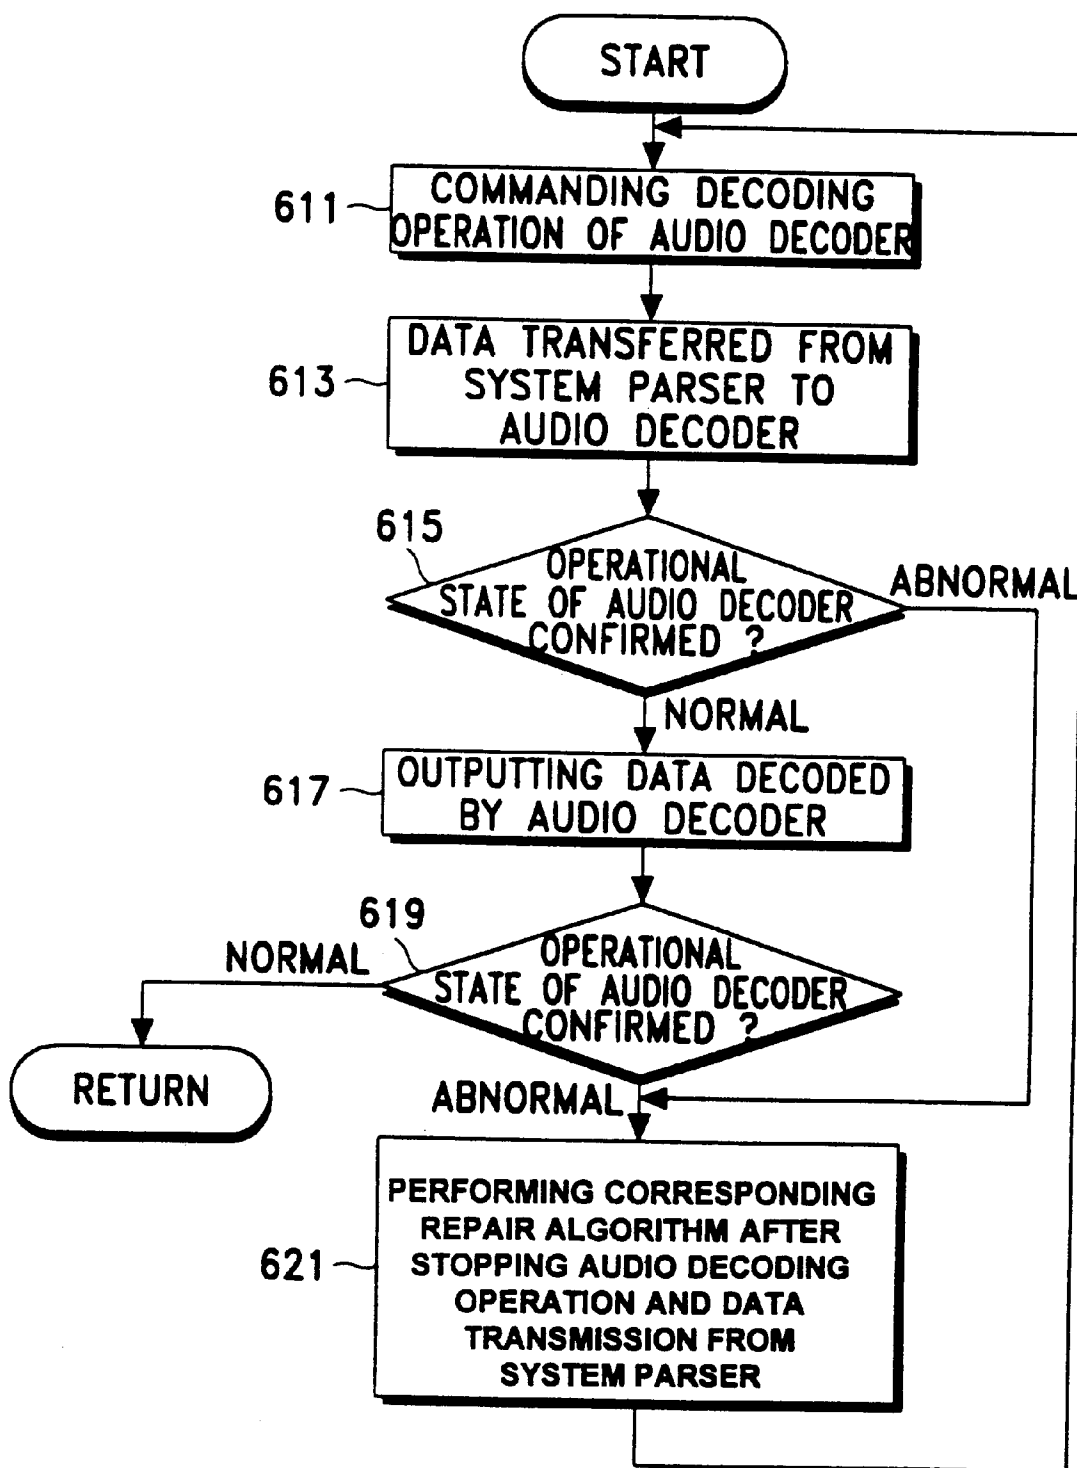 START
611
COMMANDING DECODING
OPERATION OF AUDIO DECODER
613
DATA TRANSFERRED FROM
SYSTEM PARSER TO
AUDIO DECODER
615
OPERATIONAL
STATE OF AUDIO DECODER
CONFIRMED ?
ABNORMAL
NORMAL
617
OUTPUTTING DATA DECODED
BY AUDIO DECODER
619
OPERATIONAL
STATE OF AUDIO DECODER
CONFIRMED ?
NORMAL
RETURN
ABNORMAL
621
PERFORMING CORRESPONDING
REPAIR ALGORITHM AFTER
STOPPING AUDIO DECODING
OPERATION AND DATA
TRANSMISSION FROM
SYSTEM PARSER